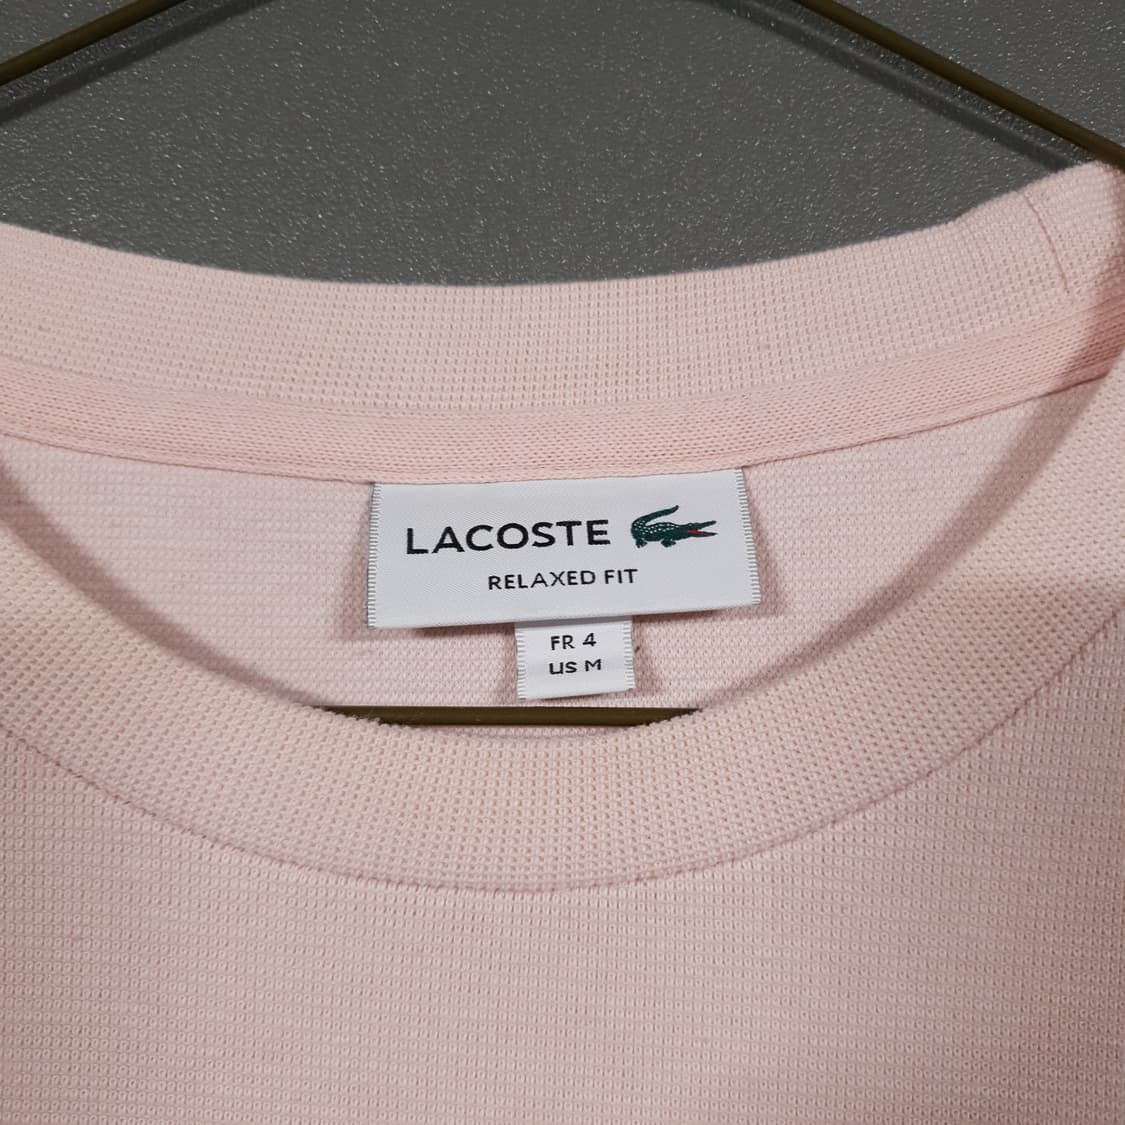 LACOSTE
RELAXED FIT
FR 4
US M